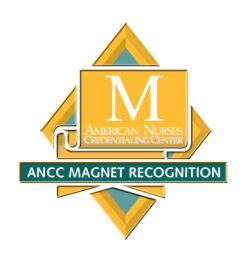 M
AMERICAN NURSES
CREDENTIALING CENTER
ANCC MAGNET RECOGNITION